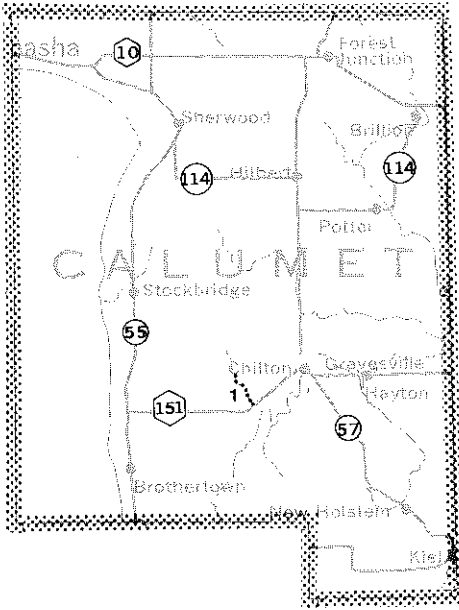 asha
10
Forest
Junction
Sherwood
Brillion
114
Hilbert
114
Potter
CALUMET
Stockbridge
55
Chilton
Gravesville
1
Hayton
151
57
Brothertown
New Holstein
Kiel